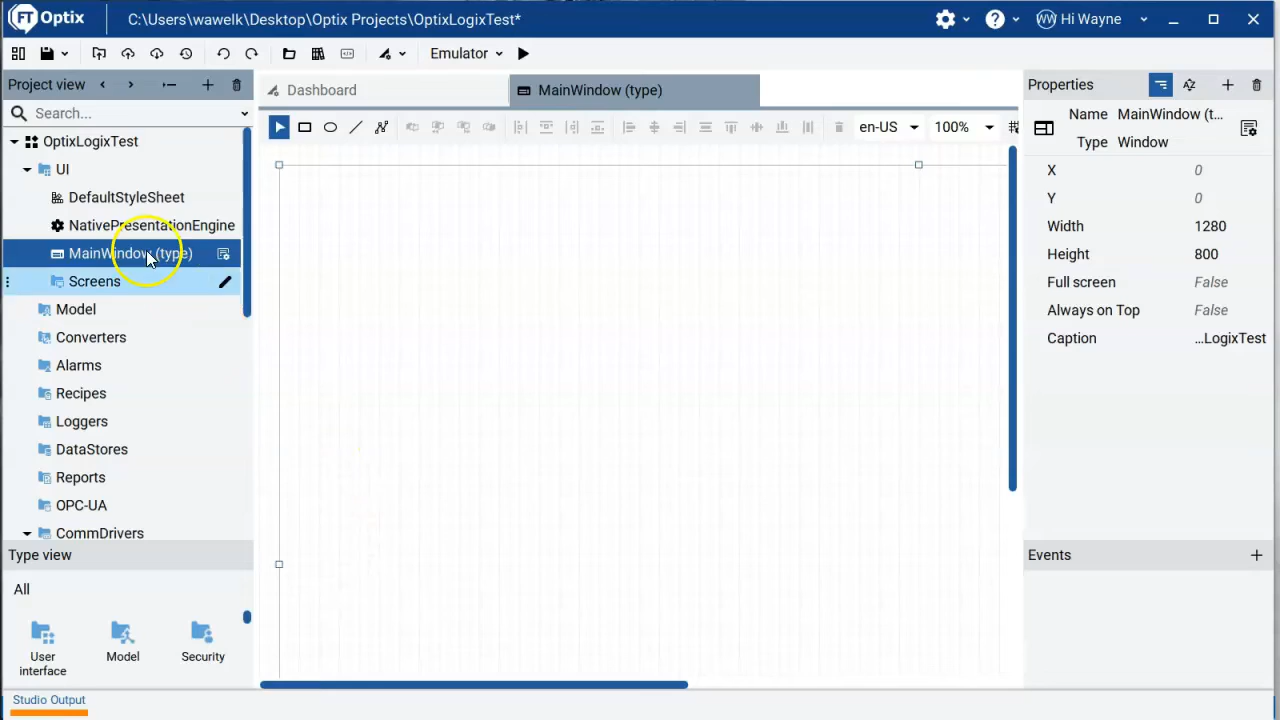 FT Optix C:\Users\wawelk\Desktop\Optix Projects\OptixLogixTest* WW Hi Wayne
Emulator
Project view
Search...
OptixLogixTest
UI
DefaultStyleSheet
NativePresentationEngine
MainWindow (type)
Screens
Model
Converters
Alarms
Recipes
Loggers
DataStores
Reports
OPC-UA
CommDrivers
Type view
All
User interface
Model
Security
Dashboard
MainWindow (type)
en-US
100%
Properties
Name MainWindow (t...
Type Window
X 0
Y 0
Width 1280
Height 800
Full screen False
Always on Top False
Caption ...LogixTest
Events
Studio Output